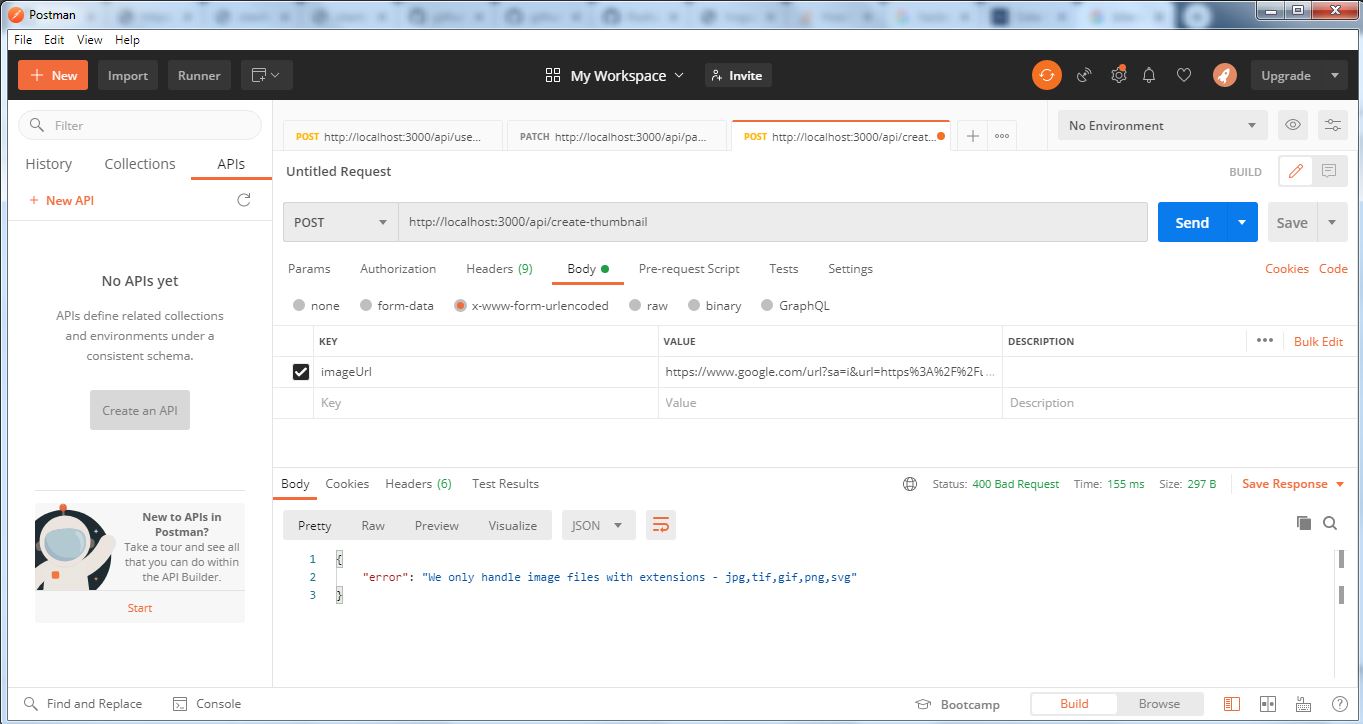 Postman
File Edit View Help
New Import Runner My Workspace Invite Upgrade
Filter
History Collections APIs
New API
No APIs yet
APIs define related collections
and environments under a
consistent schema.
Create an API
New to APIs in
Postman?
Take a tour and see all
that you can do within
the API Builder.
Start
POST http://localhost:3000/api/use... PATCH http://localhost:3000/api/pa... POST http://localhost:3000/api/creat... No Environment
Untitled Request BUILD
POST http://localhost:3000/api/create-thumbnail Send Save
Params Authorization Headers (9) Body Pre-request Script Tests Settings Cookies Code
none form-data x-www-form-urlencoded raw binary GraphQL
KEY VALUE DESCRIPTION Bulk Edit
imageUrl https://www.google.com/url?sa=i&url=https%3A%2F%2Fu ...
Key Value Description
Body Cookies Headers (6) Test Results Status: 400 Bad Request Time: 155 ms Size: 297 B Save Response
Pretty Raw Preview Visualize JSON
1 {
2 "error": "We only handle image files with extensions - jpg,tif,gif,png,svg"
3 }
Find and Replace Console Bootcamp Build Browse